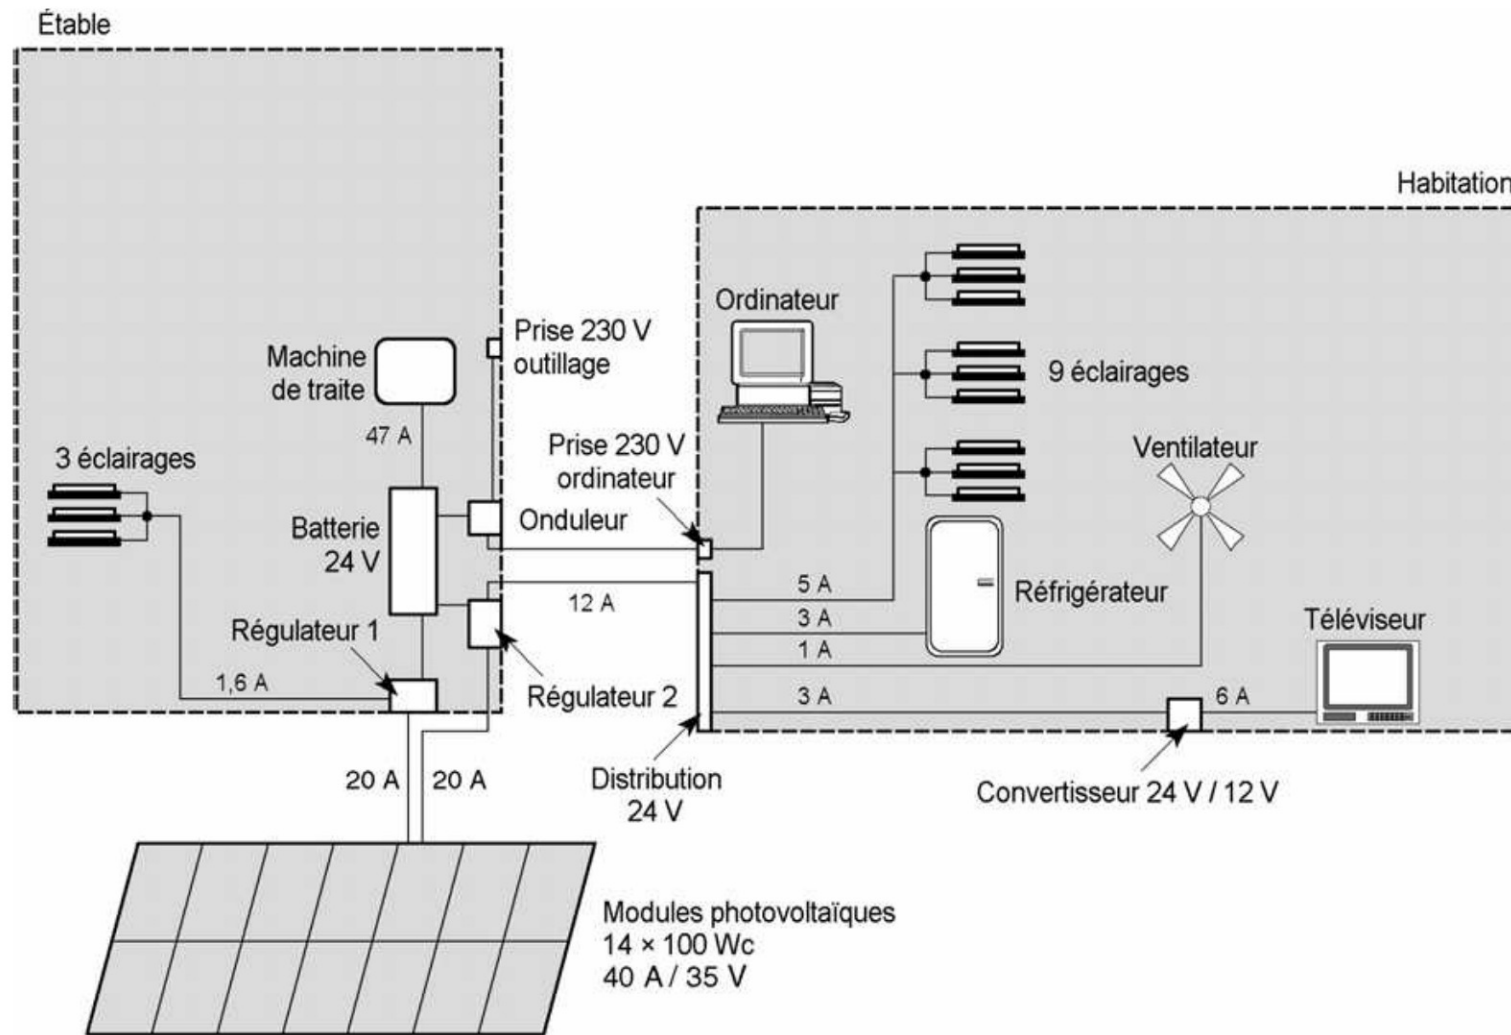 Étable
Habitation
Ordinateur
Prise 230 V
outillage
Machine
de traite
9 éclairages
47 A
Prise 230 V
ordinateur
Ventilateur
3 éclairages
Onduleur
Batterie
24 V
5 A
Réfrigérateur
12 A
3 A
Téléviseur
Régulateur 1
1 A
1,6 A
Régulateur 2
3 A
6 A
20 A
20 A
Distribution
24 V
Convertisseur 24 V / 12 V
Modules photovoltaïques
14 × 100 Wc
40 A / 35 V